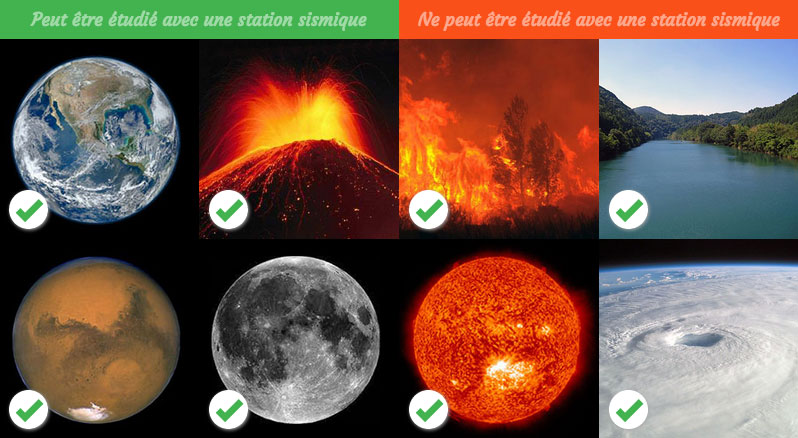 Peut être étudié avec une station sismique
Ne peut être étudié avec une station sismique